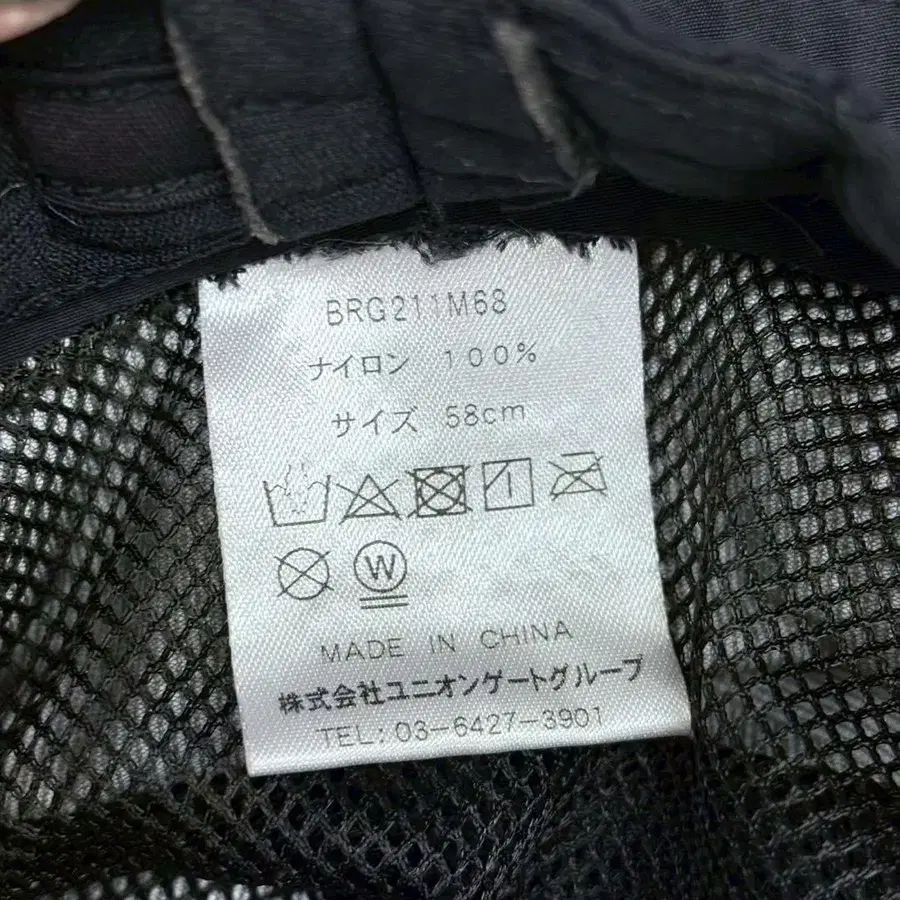 BRG211M68
ナイロン 100%
サイズ 58cm
W
MADE IN CHINA
株式会社ユニオンゲートグループ
TEL: 03-6427-3901